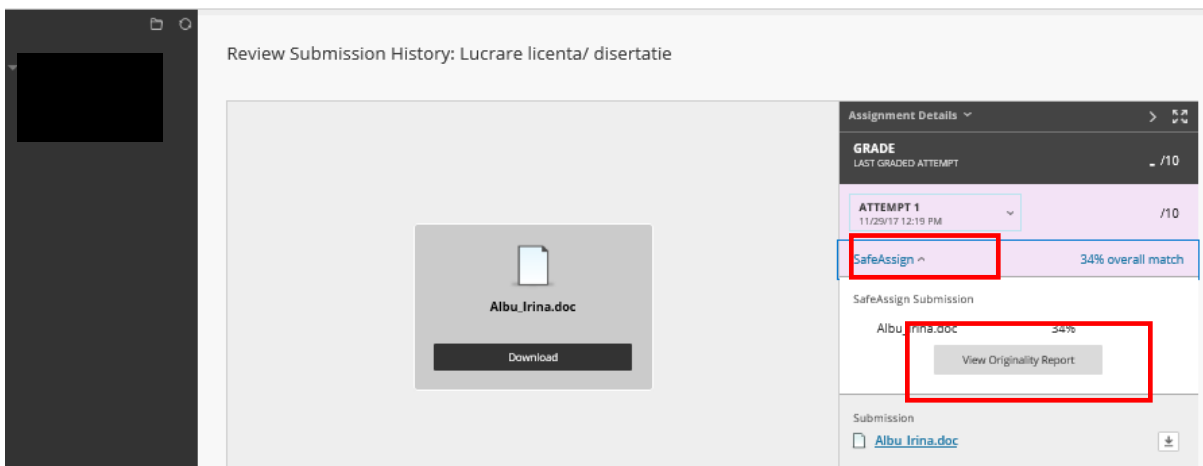 Review Submission History: Lucrare licenta/ disertatie
Albu_Irina.doc
Download
Assignment Details
GRADE
LAST GRADED ATTEMPT
- /10
ATTEMPT 1
11/29/17 12:19 PM
/10
SafeAssign
34% overall match
SafeAssign Submission
Albu_Irina.doc 34%
View Originality Report
Submission
Albu_Irina.doc